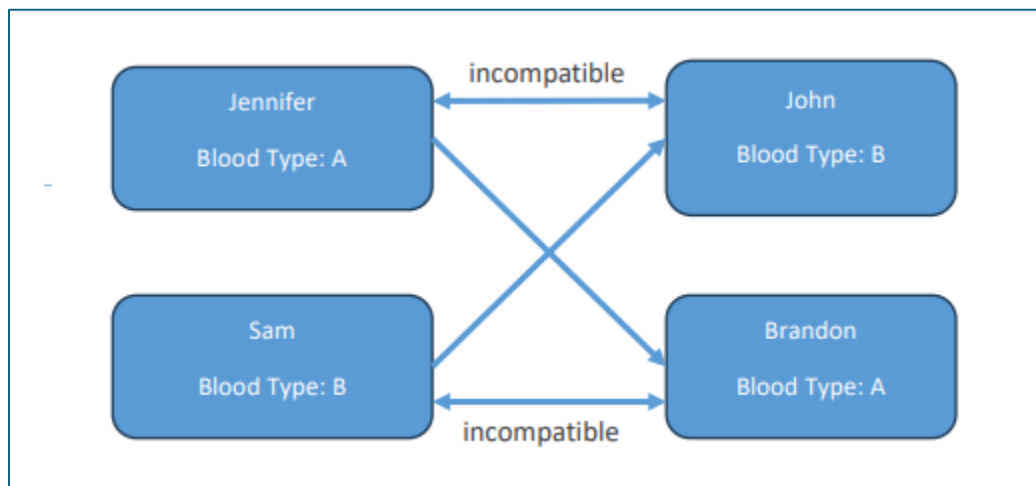 incompatible
Jennifer
Blood Type: A
John
Blood Type: B
Sam
Blood Type: B
Brandon
Blood Type: A
incompatible